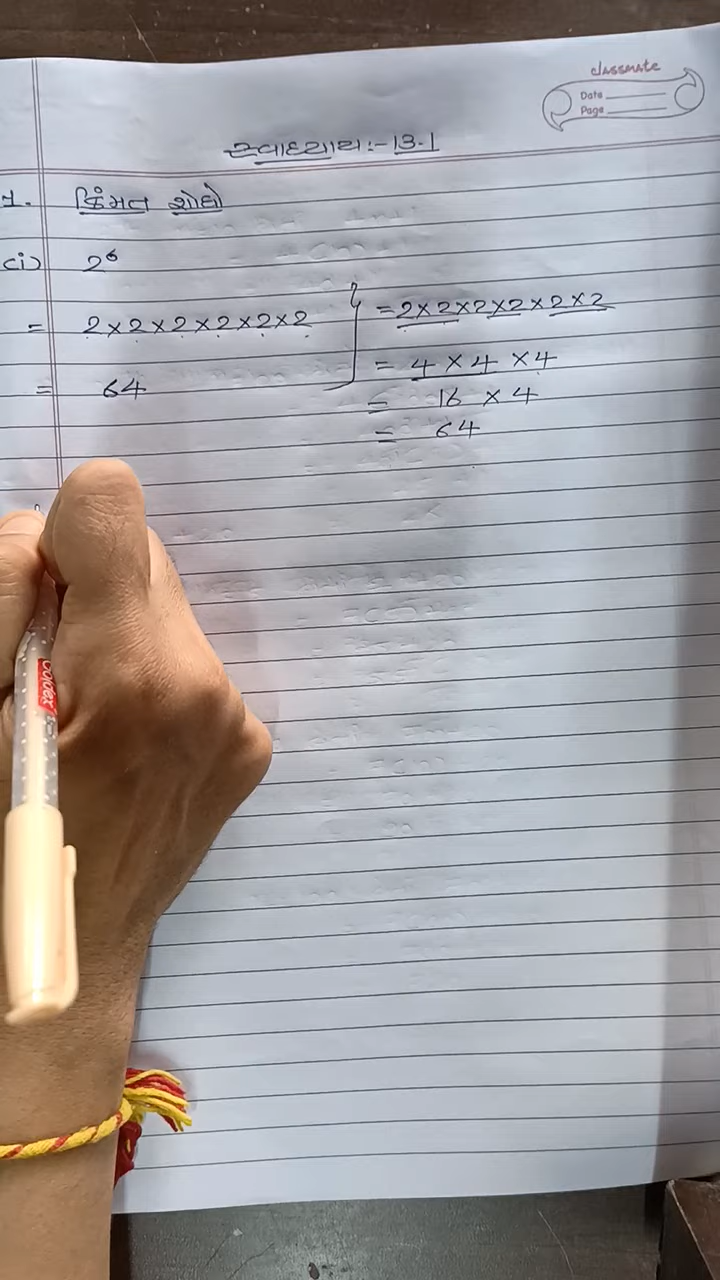 classmate
Date
Page
સ્વાધ્યાય:- 13.1
1. કિંમત શોધો
(i) 2⁶
= 2 × 2 × 2 × 2 × 2 × 2
= 64
= 2 × 2 × 2 × 2 × 2 × 2
= 4 × 4 × 4
= 16 × 4
= 64
Goldex